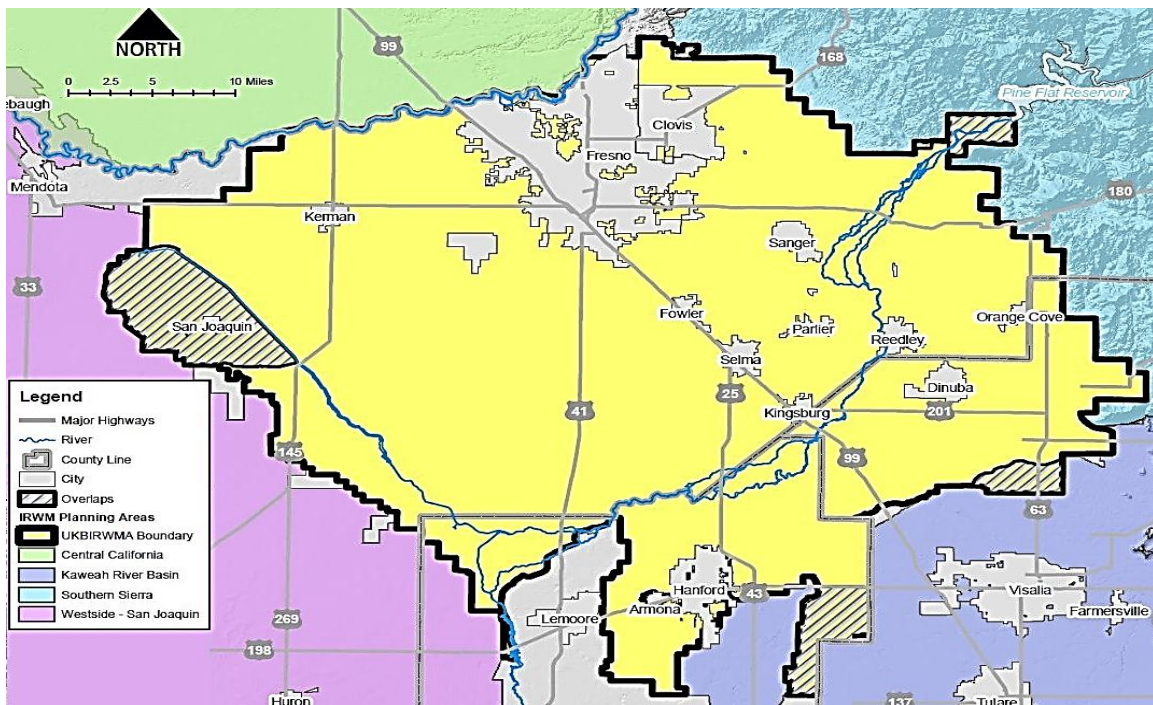 NORTH
0 5 5 10 Miles
99
168
Pine Flat Reservoir
ebaugh
Clovis
Fresno
Mendota
180
Kerman
Sanger
33
San Joaquin
Fowler
Parlier
Orange Cove
Reedley
Selma
Dinuba
25
Kingsburg
201
41
99
145
63
Legend
Major Highways
River
County Line
City
Overlaps
IRWM Planning Areas
UKBIRWMA Boundary
Central California
Kaweah River Basin
Southern Sierra
Westside - San Joaquin
Hanford
43
Visalia
Armona
Farmersville
Lemoore
269
198
Huron
137
Tulare